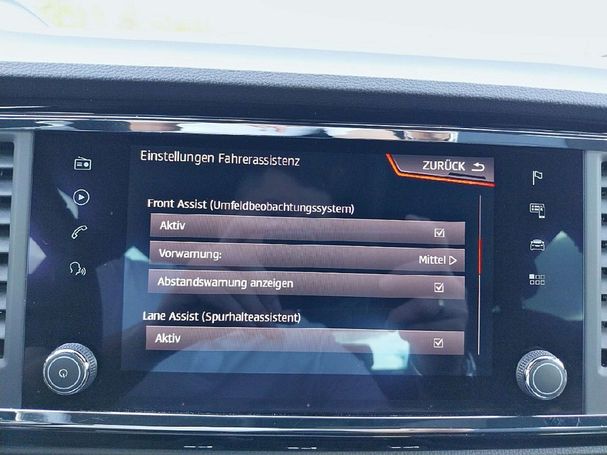 Einstellungen Fahrerassistenz
ZURÜCK
Front Assist (Umfeldbeobachtungssystem)
Aktiv
Vorwarnung: Mittel
Abstandswarnung anzeigen
Lane Assist (Spurhalteassistent)
Aktiv